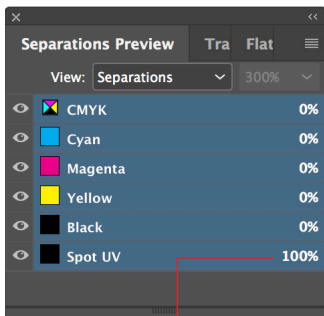 Separations Preview Tra Flat
View: Separations 300%
CMYK 0%
Cyan 0%
Magenta 0%
Yellow 0%
Black 0%
Spot UV 100%